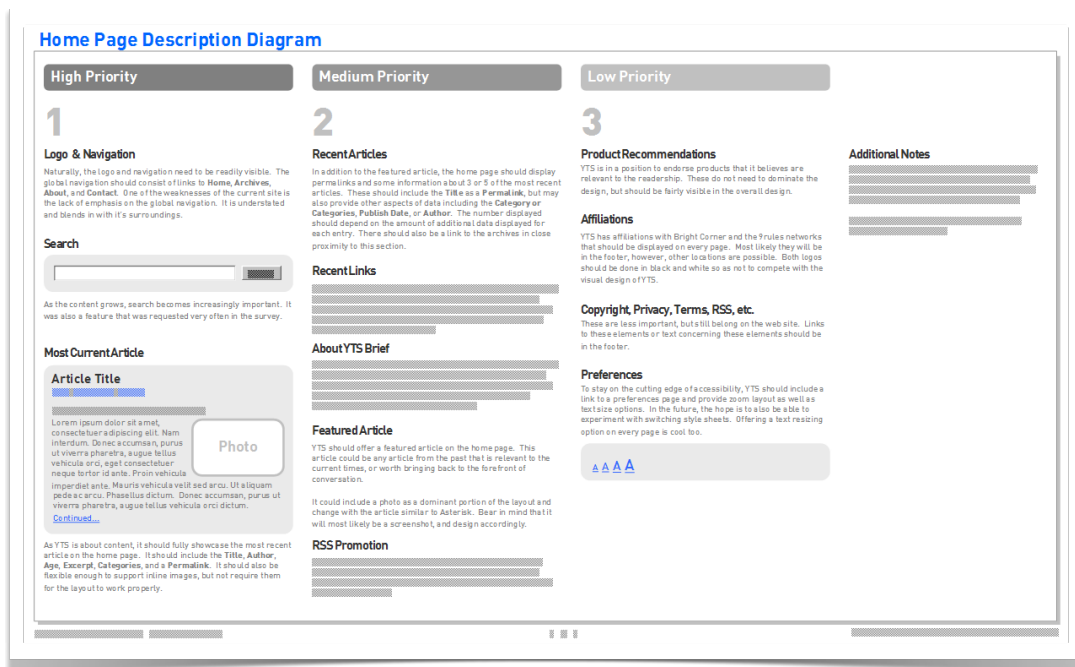 Home Page Description Diagram
High Priority
1
Logo & Navigation
Naturally, the logo and navigation need to be readily visible. The
global navigation should consist of links to Home, Archives,
About, and Contact. One of the weaknesses of the current site is
the lack of emphasis on the global navigation. It is understated
and blends in with it's surroundings.
Search
As the content grows, search becomes increasingly important. It
was also a feature that was requested very often in the survey.
Most Current Article
Article Title
Lorem ipsum dolor sit amet,
consectetuer adipiscing elit. Nam
interdum. Donec accumsan, purus
ut viverra pharetra, augue tellus
vehicula orci, eget consectetuer
neque tortor id ante. Proin vehicula
imperdiet ante. Mauris vehicula velit sed arcu. Ut aliquam
pede ac arcu. Phasellus dictum. Donec accumsan, purus ut
viverra pharetra, augue tellus vehicula orci dictum.
Continued...
Photo
As YTS is about content, it should fully showcase the most recent
article on the home page. It should include the Title, Author,
Age, Excerpt, Categories, and a Permalink. It should also be
flexible enough to support inline images, but not require them
for the layout to work properly.
Medium Priority
2
Recent Articles
In addition to the featured article, the home page should display
permalinks and some information about 3 or 5 of the most recent
articles. These should include the Title as a Permalink, but may
also provide other aspects of data including the Category or
Categories, Publish Date, or Author. The number displayed
should depend on the amount of additional data displayed for
each entry. There should also be a link to the archives in close
proximity to this section.
Recent Links
About YTS Brief
Featured Article
YTS should offer a featured article on the home page. This
article could be any article from the past that is relevant to the
current times, or worth bringing back to the forefront of
conversation.
It could include a photo as a dominant portion of the layout and
change with the article similar to Asterisk. Bear in mind that it
will most likely be a screenshot, and design accordingly.
RSS Promotion
Low Priority
3
Product Recommendations
YTS is in a position to endorse products that it believes are
relevant to the readership. These do not need to dominate the
design, but should be fairly visible in the overall design.
Affiliations
YTS has affiliations with Bright Corner and the 9rules networks
that should be displayed on every page. Most likely they will be
in the footer, however, other locations are possible. Both logos
should be done in black and white so as not to compete with the
visual design of YTS.
Copyright, Privacy, Terms, RSS, etc.
These are less important, but still belong on the web site. Links
to these elements or text concerning these elements should be
in the footer.
Preferences
To stay on the cutting edge of accessibility, YTS should include a
link to a preferences page and provide zoom layout as well as
text size options. In the future, the hope is to also be able to
experiment with switching style sheets. Offering a text resizing
option on every page is cool too.
A A A A
Additional Notes